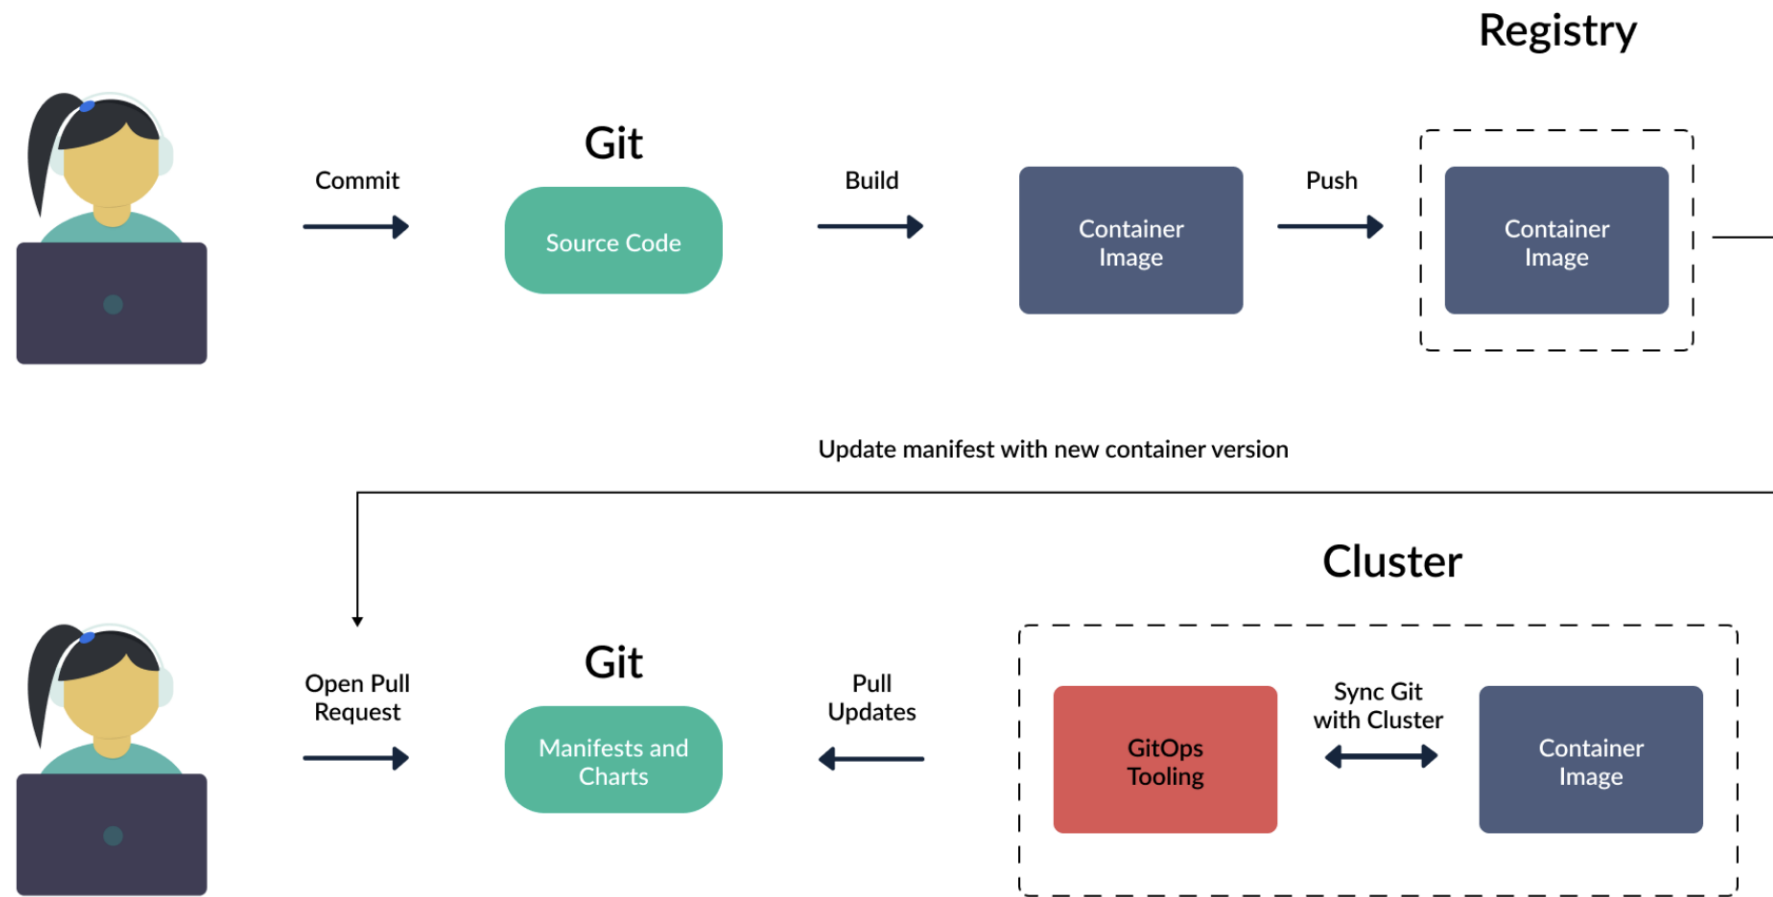 Registry
Git
Commit
Source Code
Build
Container
Image
Push
Container
Image
Update manifest with new container version
Cluster
Git
Open Pull
Request
Manifests and
Charts
Pull
Updates
GitOps
Tooling
Sync Git
with Cluster
Container
Image